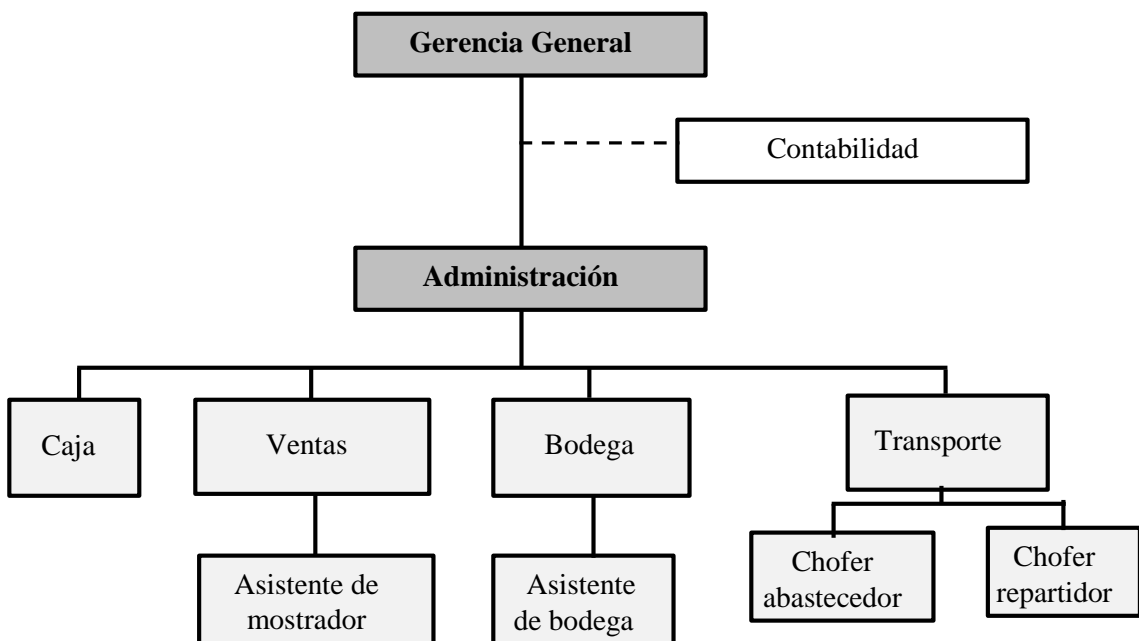 Gerencia General
Contabilidad
Administración
Caja
Ventas
Bodega
Transporte
Asistente de
mostrador
Asistente
de bodega
Chofer
abastecedor
Chofer
repartidor